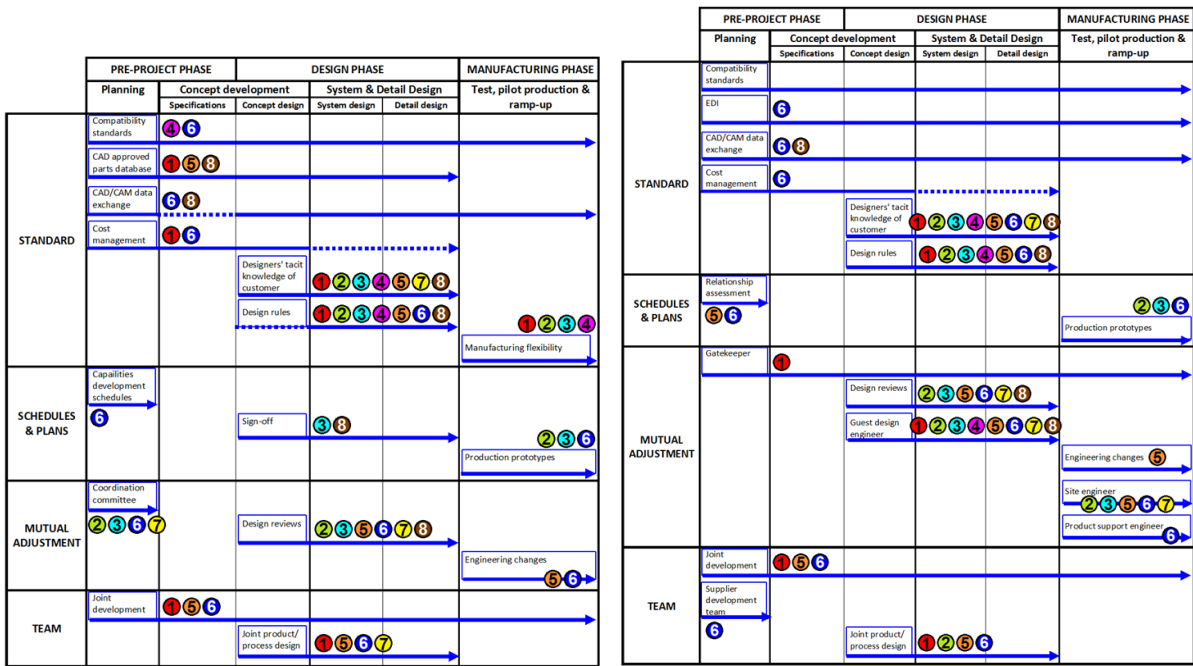 PRE-PROJECT PHASE DESIGN PHASE MANUFACTURING PHASE
Planning Concept development System & Detail Design Test, pilot production &
ramp-up
Specifications Concept design System design Detail design
STANDARD
Compatibility
standards
4 6
CAD approved
parts database
1 5 8
CAD/CAM data
exchange
6 8
Cost
management
1 6
Designers' tacit
knowledge of
customer
1 2 3 4 5 7 8
Design rules
1 2 3 4 5 6 8
1 2 3 4
Manufacturing flexibility
SCHEDULES
& PLANS
Capailities
development
schedules
6
Sign-off
3 8
2 3 6
Production prototypes
MUTUAL
ADJUSTMENT
Coordination
committee
2 3 6 7
Design reviews
2 3 5 6 7 8
Engineering changes
5 6
TEAM
Joint
development
1 5 6
Joint product/
process design
1 5 6 7
PRE-PROJECT PHASE DESIGN PHASE MANUFACTURING PHASE
Planning Concept development System & Detail Design Test, pilot production &
ramp-up
Specifications Concept design System design Detail design
STANDARD
Compatibility
standards
EDI
6
CAD/CAM data
exchange
6 8
Cost
management
6
Designers' tacit
knowledge of
customer
1 2 3 4 5 6 7 8
Design rules
1 2 3 4 5 6 8
SCHEDULES
& PLANS
Relationship
assessment
5 6
2 3 6
Production prototypes
MUTUAL
ADJUSTMENT
Gatekeeper
1
Design reviews
2 3 5 6 7 8
Guest design
engineer
1 2 3 4 5 6 7 8
Engineering changes 5
Site engineer
2 3 5 6 7
Product support engineer
6
TEAM
Joint
development
1 5 6
Supplier
development
team
6
Joint product/
process design
1 2 5 6